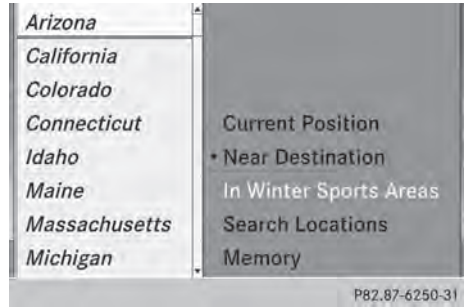 Arizona
California
Colorado
Connecticut
Idaho
Maine
Massachusetts
Michigan
Current Position
Near Destination
In Winter Sports Areas
Search Locations
Memory
P82.87-6250-31